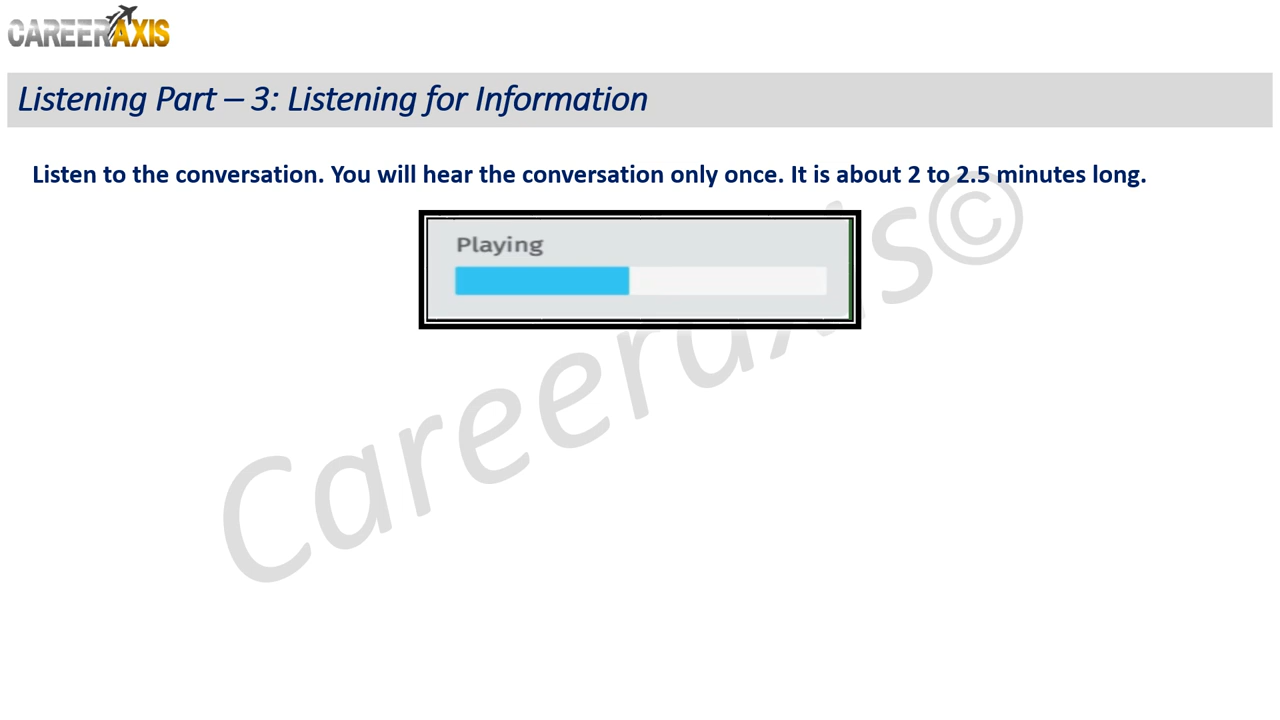 CAREERAXIS
Listening Part – 3: Listening for Information
Listen to the conversation. You will hear the conversation only once. It is about 2 to 2.5 minutes long.
Playing
Careeraxis©